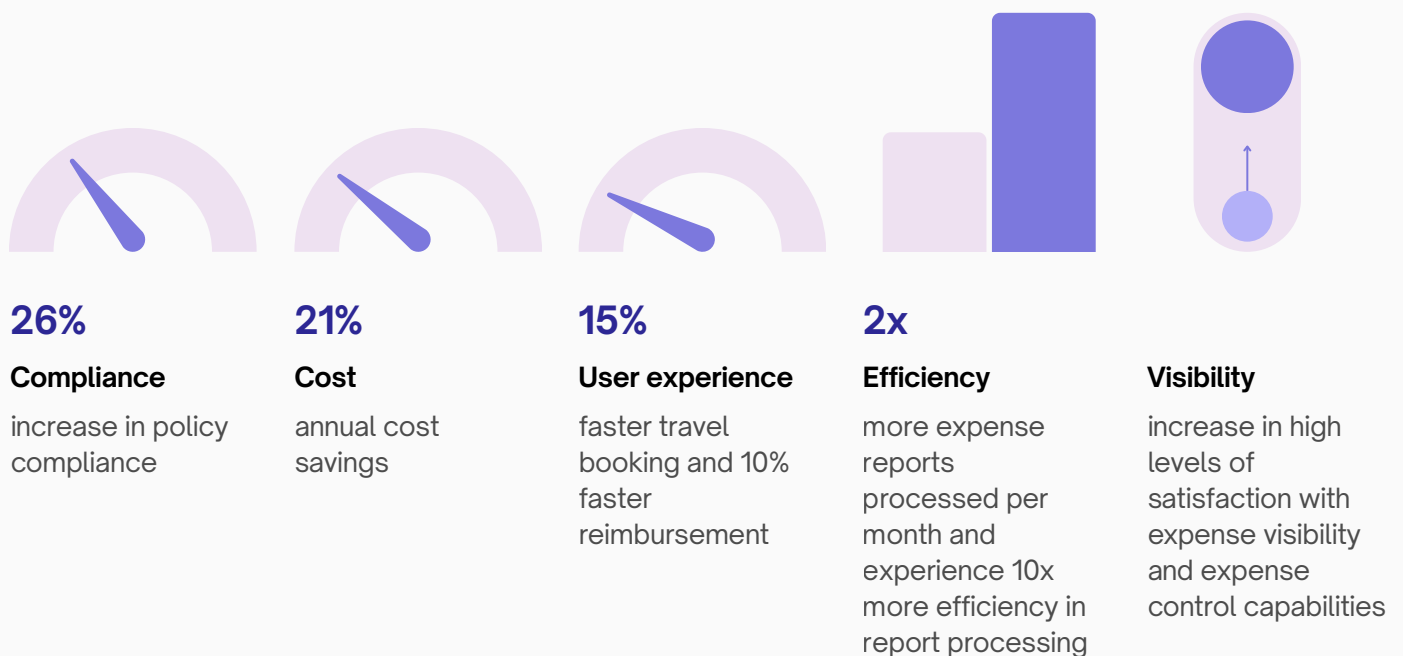 26%
Compliance
increase in policy
compliance
21%
Cost
annual cost
savings
15%
User experience
faster travel
booking and 10%
faster
reimbursement
2x
Efficiency
more expense
reports
processed per
month and
experience 10x
more efficiency in
report processing
Visibility
increase in high
levels of
satisfaction with
expense visibility
and expense
control capabilities